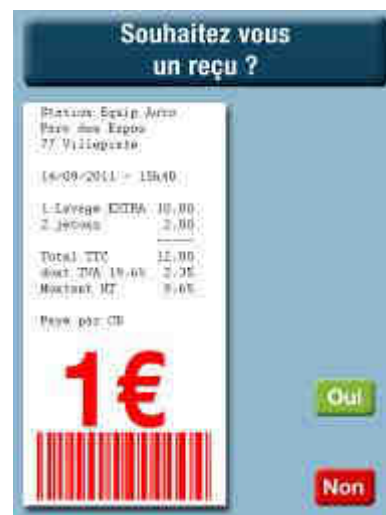 Souhaitez vous
un reçu ?
Station Equip Auto
Parc des Expos
77 Villepinte
14/09/2011 - 15h40
1 Lavage EXTRA 10.00
2 jetons 2.00
Total TTC 12.00
dont TVA 19.6% 2.35
Montant HT 9.65
Payé par CB
1€
Oui
Non